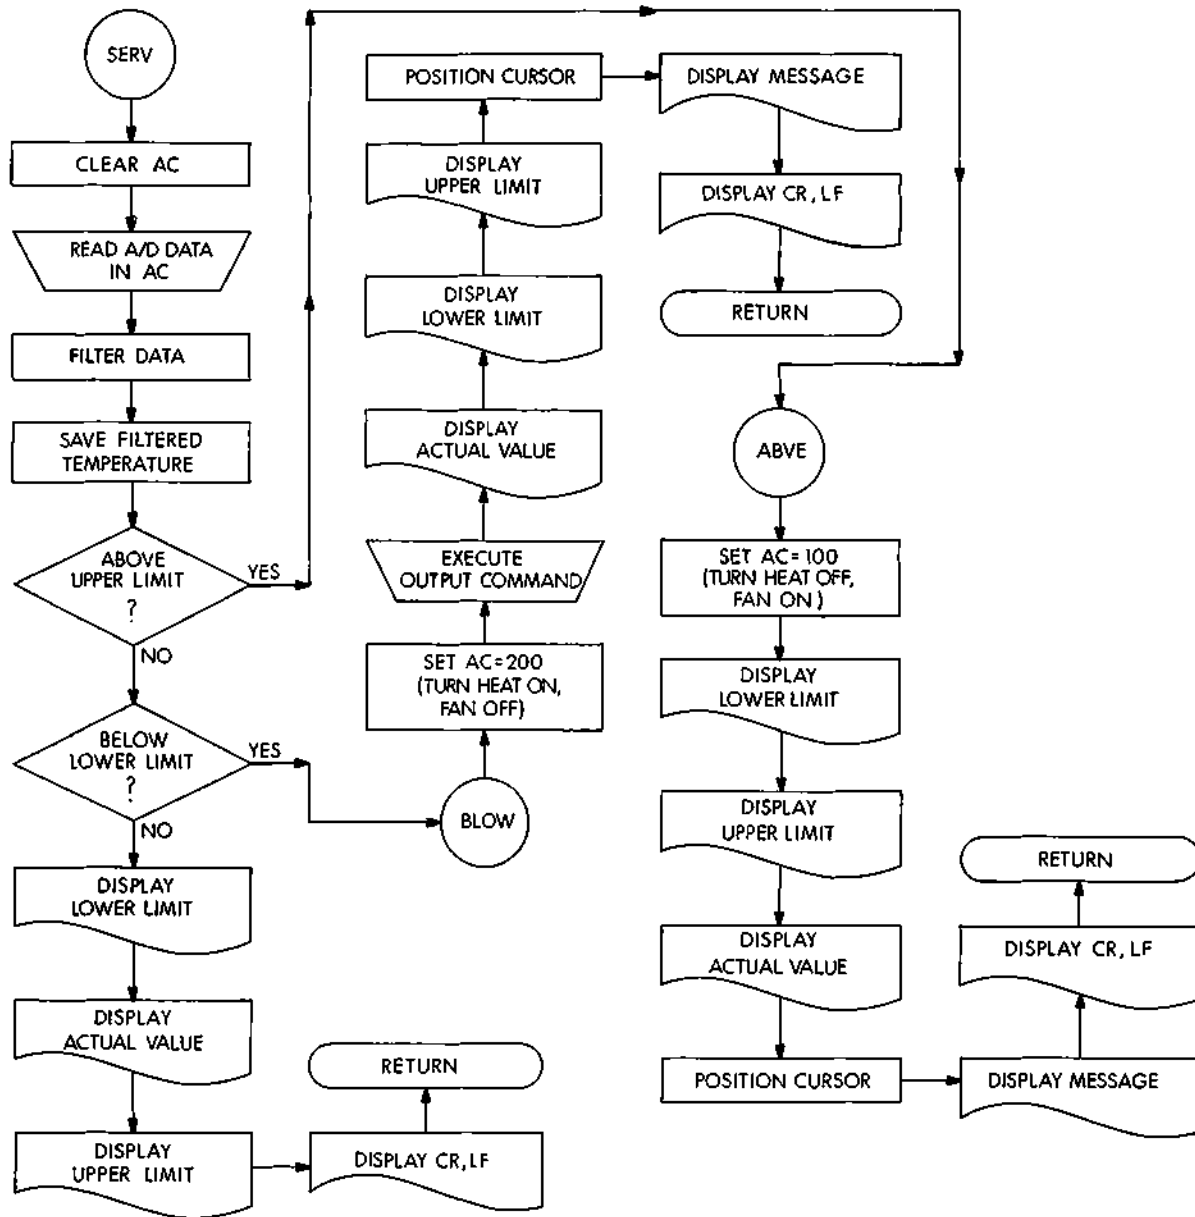 SERV
CLEAR AC
READ A/D DATA
IN AC
FILTER DATA
SAVE FILTERED
TEMPERATURE
ABOVE
UPPER LIMIT
?
YES
NO
BELOW
LOWER LIMIT
?
YES
NO
DISPLAY
LOWER LIMIT
DISPLAY
ACTUAL VALUE
DISPLAY
UPPER LIMIT
DISPLAY CR, LF
RETURN
BLOW
SET AC=200
(TURN HEAT ON,
FAN OFF)
EXECUTE
OUTPUT COMMAND
DISPLAY
ACTUAL VALUE
DISPLAY
LOWER LIMIT
DISPLAY
UPPER LIMIT
POSITION CURSOR
DISPLAY MESSAGE
DISPLAY CR, LF
RETURN
ABVE
SET AC=100
(TURN HEAT OFF,
FAN ON)
DISPLAY
LOWER LIMIT
DISPLAY
UPPER LIMIT
DISPLAY
ACTUAL VALUE
POSITION CURSOR
DISPLAY MESSAGE
DISPLAY CR, LF
RETURN